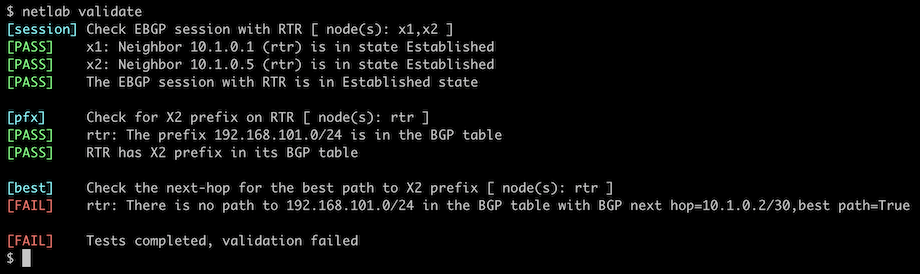 $ netlab validate
[session] Check EBGP session with RTR [ node(s): x1,x2 ]
[PASS] x1: Neighbor 10.1.0.1 (rtr) is in state Established
[PASS] x2: Neighbor 10.1.0.5 (rtr) is in state Established
[PASS] The EBGP session with RTR is in Established state
[pfx] Check for X2 prefix on RTR [ node(s): rtr ]
[PASS] rtr: The prefix 192.168.101.0/24 is in the BGP table
[PASS] RTR has X2 prefix in its BGP table
[best] Check the next-hop for the best path to X2 prefix [ node(s): rtr ]
[FAIL] rtr: There is no path to 192.168.101.0/24 in the BGP table with BGP next hop=10.1.0.2/30,best path=True
[FAIL] Tests completed, validation failed
$